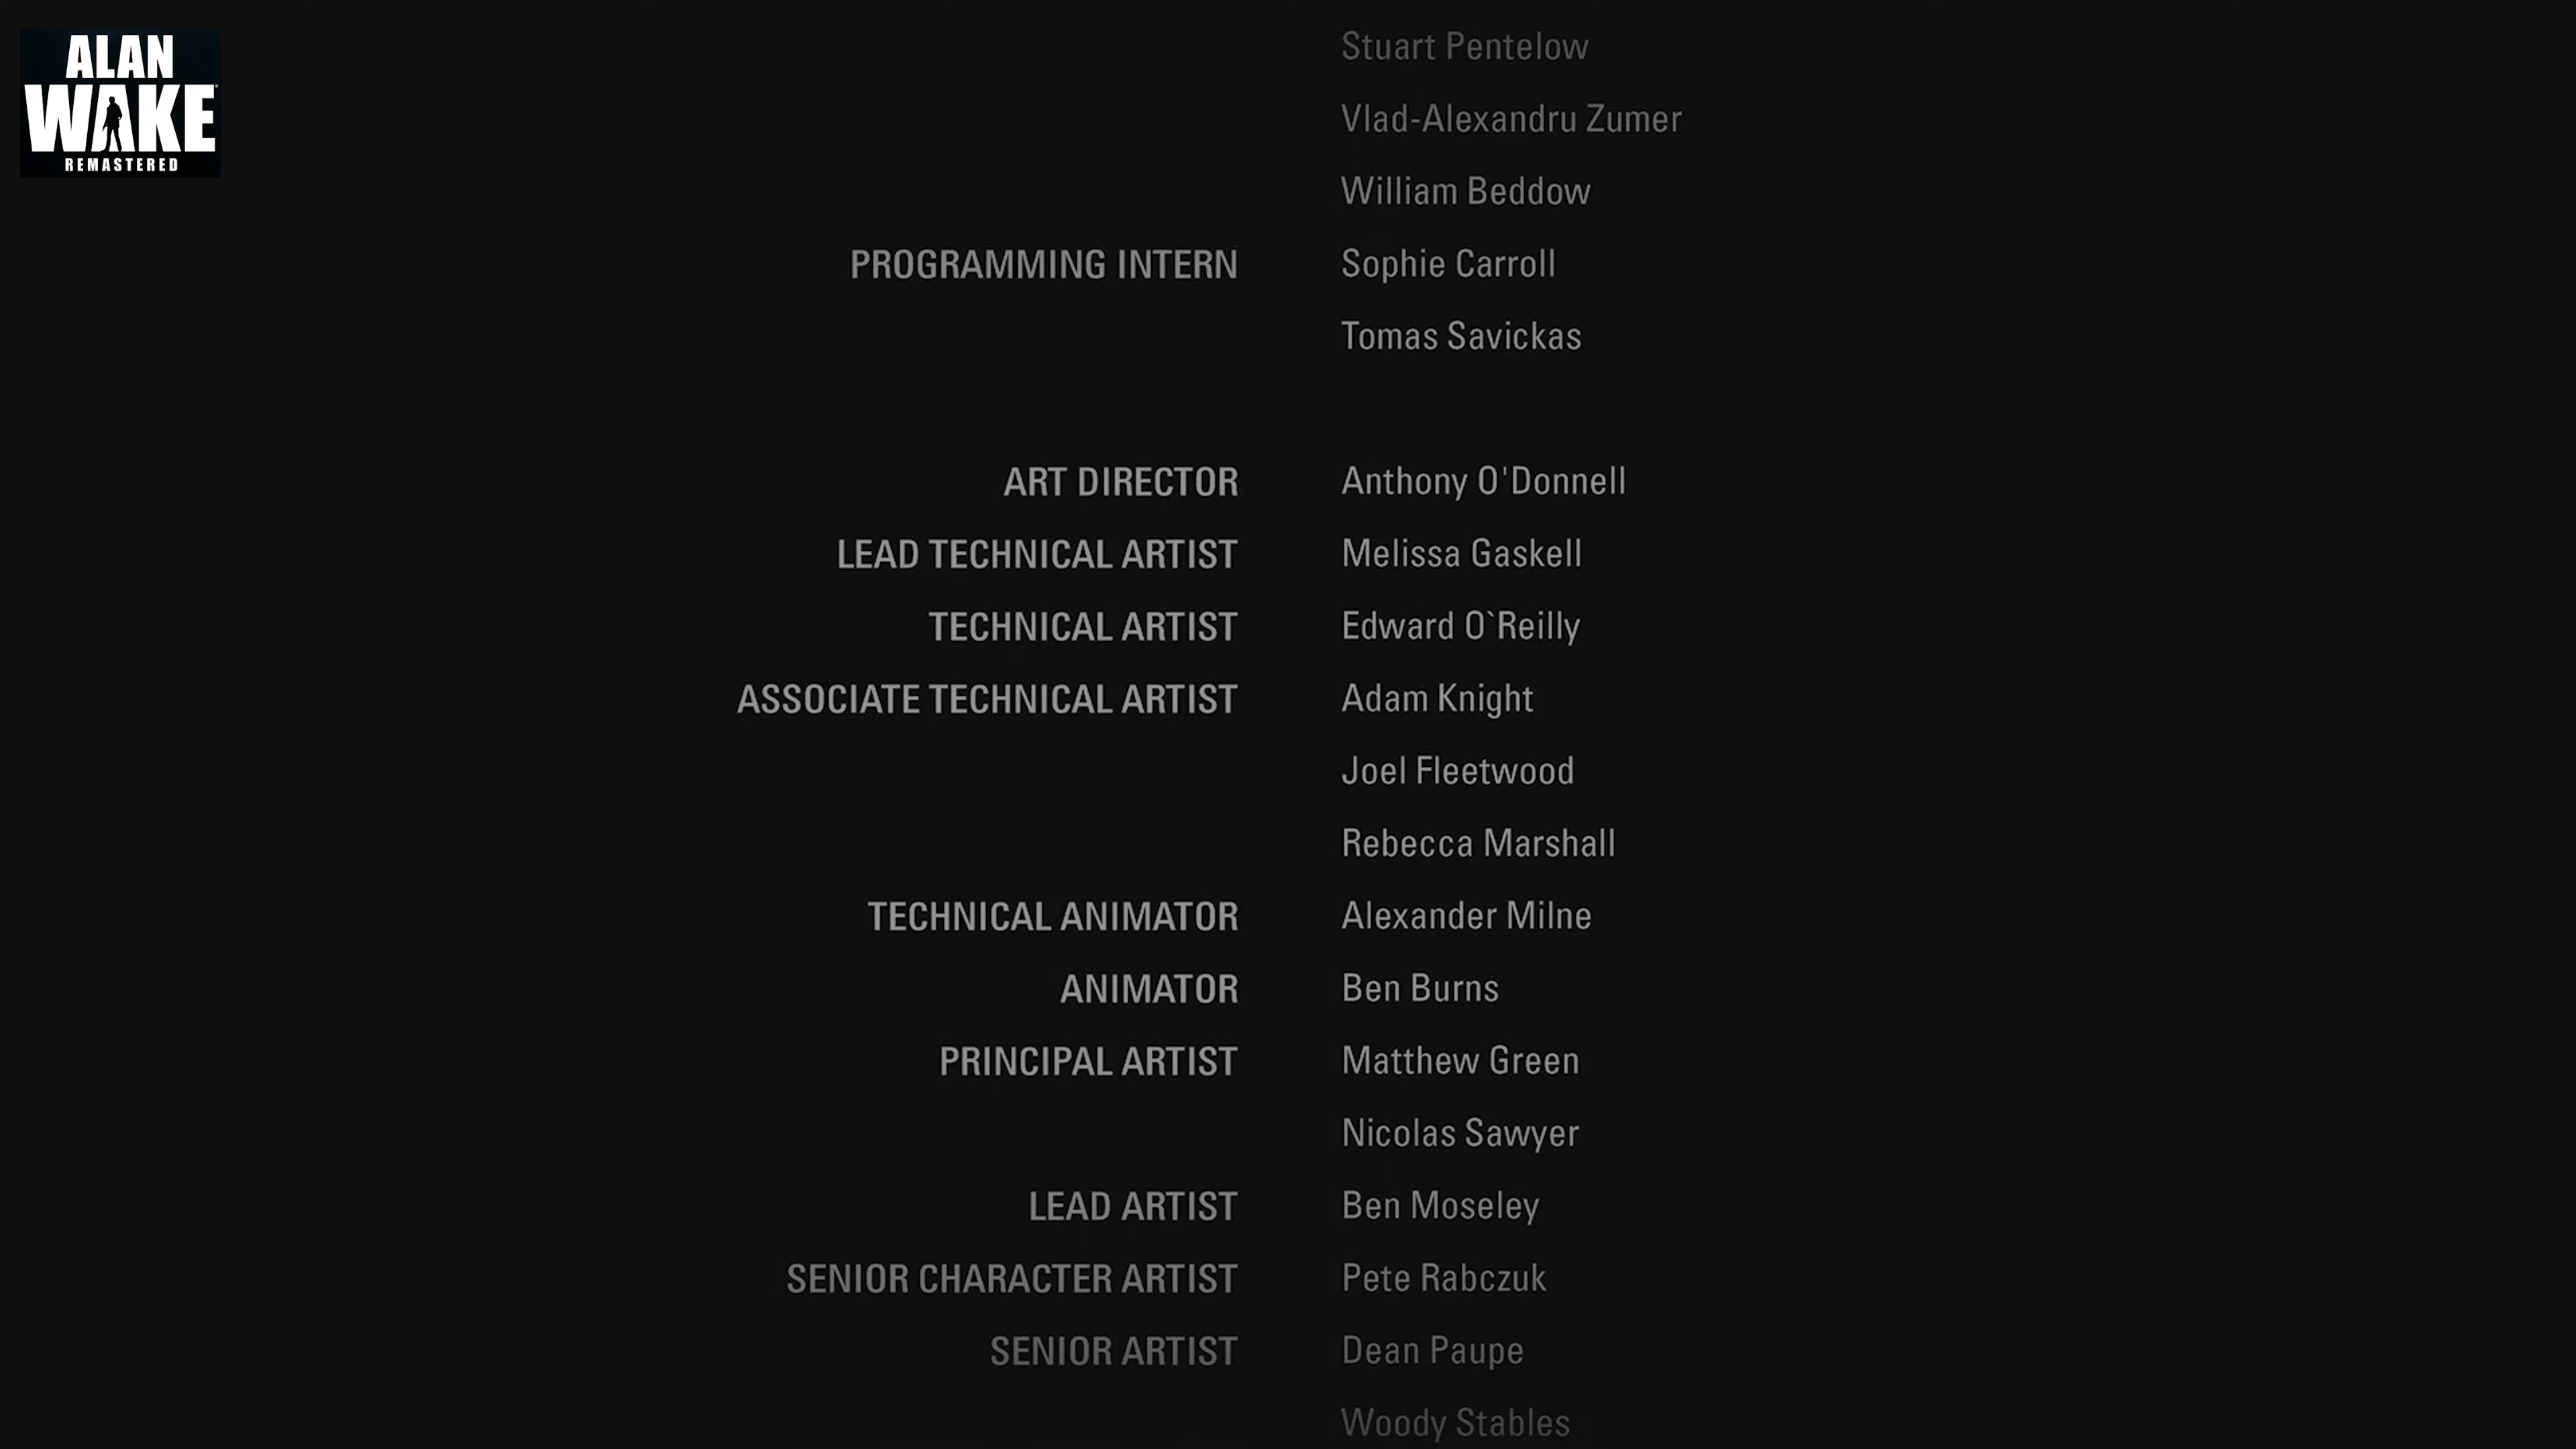 ALAN
WAKE
REMASTERED
Stuart Pentelow
Vlad-Alexandru Zumer
William Beddow
PROGRAMMING INTERN Sophie Carroll
Tomas Savickas
ART DIRECTOR Anthony O'Donnell
LEAD TECHNICAL ARTIST Melissa Gaskell
TECHNICAL ARTIST Edward O`Reilly
ASSOCIATE TECHNICAL ARTIST Adam Knight
Joel Fleetwood
Rebecca Marshall
TECHNICAL ANIMATOR Alexander Milne
ANIMATOR Ben Burns
PRINCIPAL ARTIST Matthew Green
Nicolas Sawyer
LEAD ARTIST Ben Moseley
SENIOR CHARACTER ARTIST Pete Rabczuk
SENIOR ARTIST Dean Paupe
Woody Stables